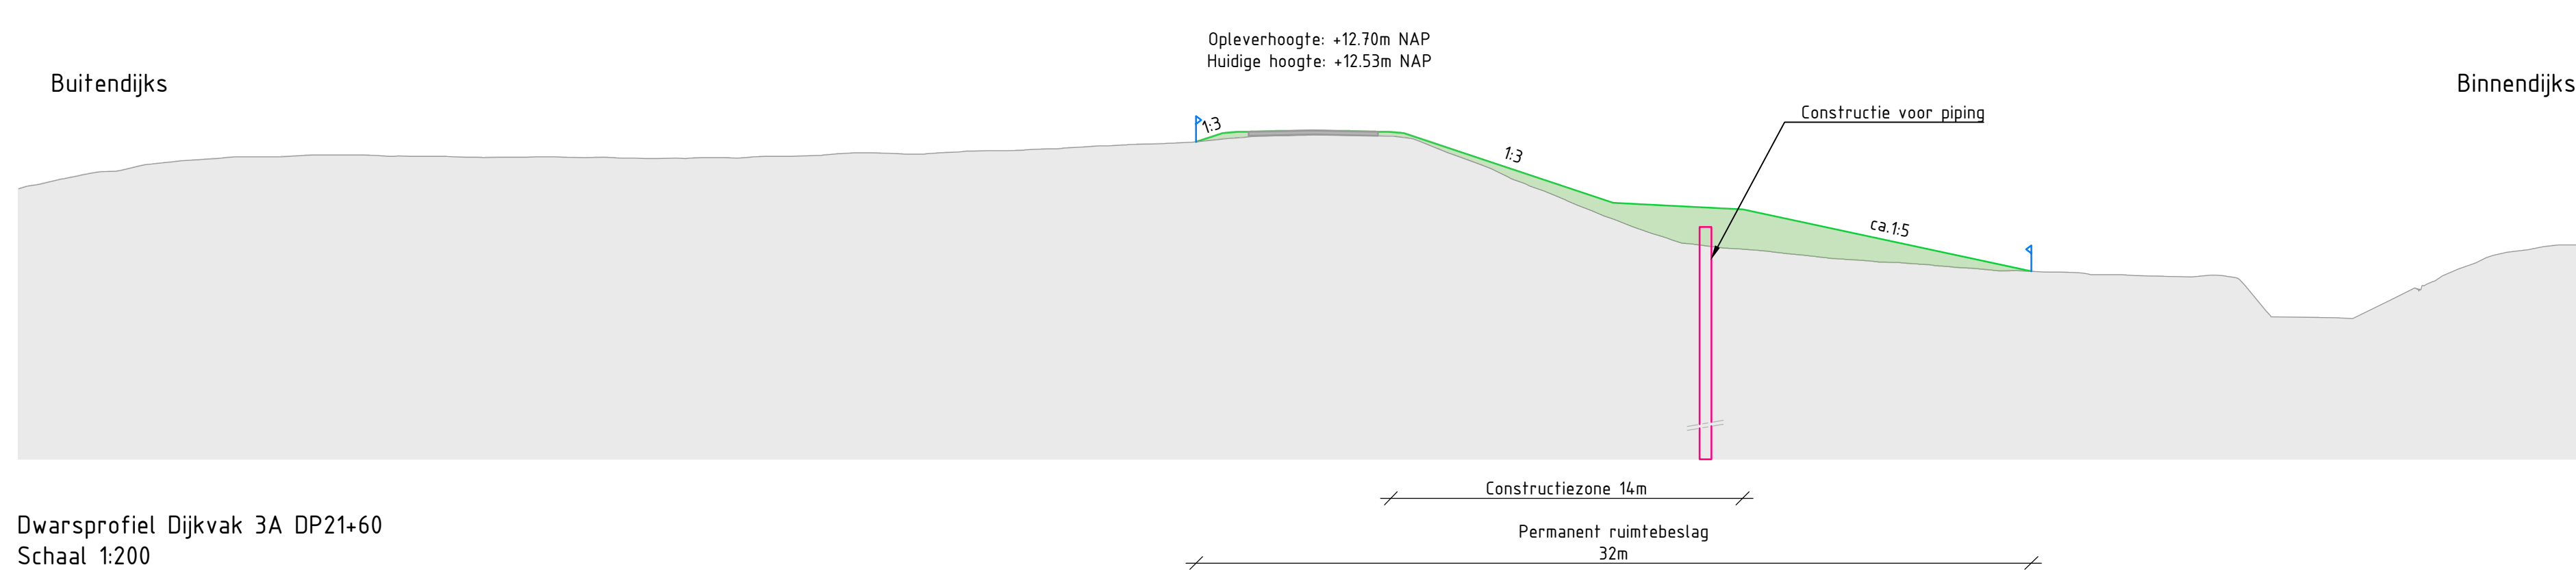 Opleverhoogte: +12.70m NAP
Huidige hoogte: +12.53m NAP
Buitendijks
Binnendijks
Constructie voor piping
1:3
1:3
ca.1:5
Constructiezone 14m
Permanent ruimtebeslag
32m
Dwarsprofiel Dijkvak 3A DP21+60
Schaal 1:200